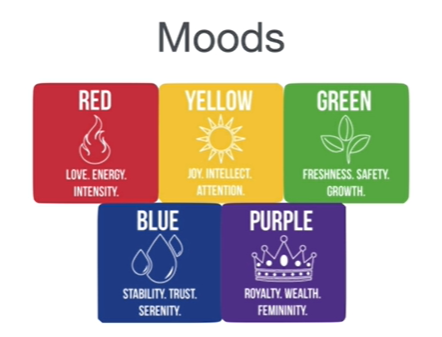 Moods
RED
LOVE. ENERGY.
INTENSITY.
YELLOW
JOY. INTELLECT.
ATTENTION.
GREEN
FRESHNESS. SAFETY.
GROWTH.
BLUE
STABILITY. TRUST.
SERENITY.
PURPLE
ROYALTY. WEALTH.
FEMININITY.